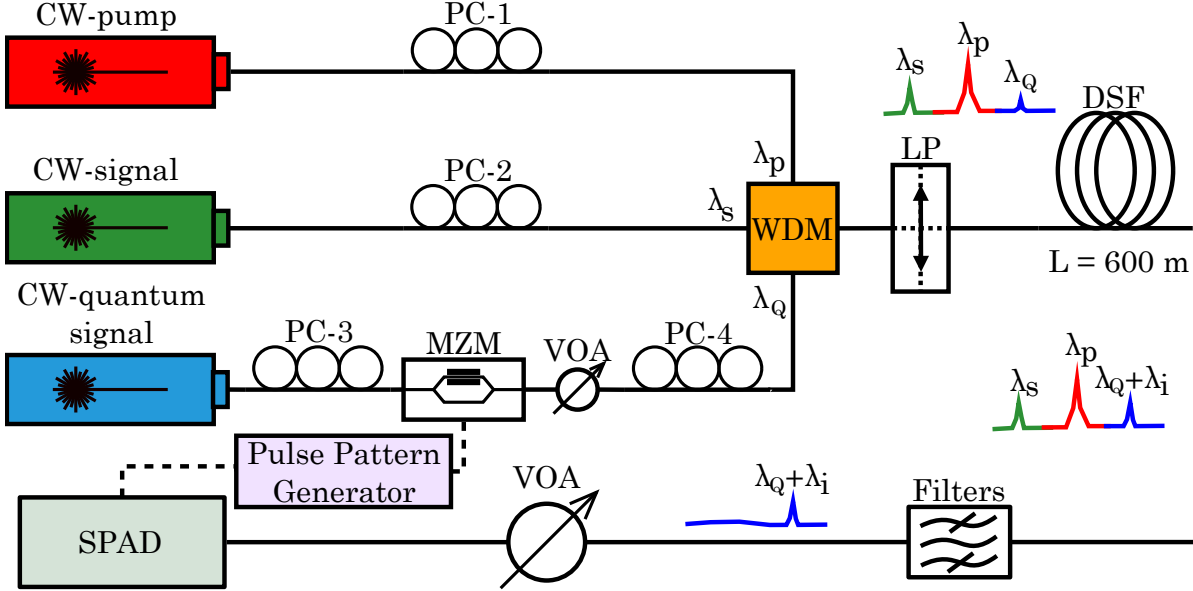 CW-pump
PC-1
λp
λs
λQ
DSF
LP
CW-signal
PC-2
λp
λs
WDM
L = 600 m
λQ
CW-quantum
signal
PC-3
MZM
VOA
PC-4
λp
λs
λQ+λi
Pulse Pattern
Generator
VOA
λQ+λi
Filters
SPAD